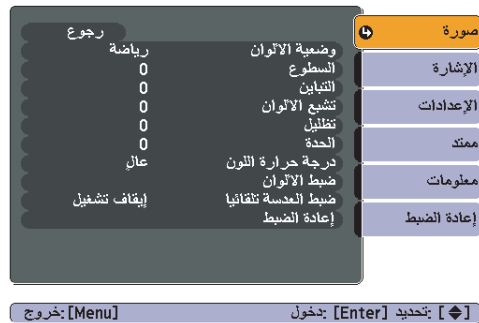 رجوع
وضعية الألوان رياضة
السطوع 0
التباين 0
تشبع الألوان 0
تظليل 0
الحدة 0
درجة حرارة اللون عالٍ
ضبط الألوان
ضبط العدسة تلقائيا إيقاف تشغيل
إعادة الضبط
صورة
الإشارة
الإعدادات
ممتد
معلومات
إعادة الضبط
[ ] :تحديد [Enter] :دخول [Menu] :خروج